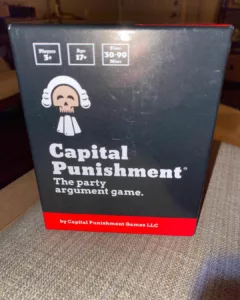 Players
3+
Age
17+
Time
30-90
Mins
Capital
Punishment®
The party
argument game.
by Capital Punishment Games LLC